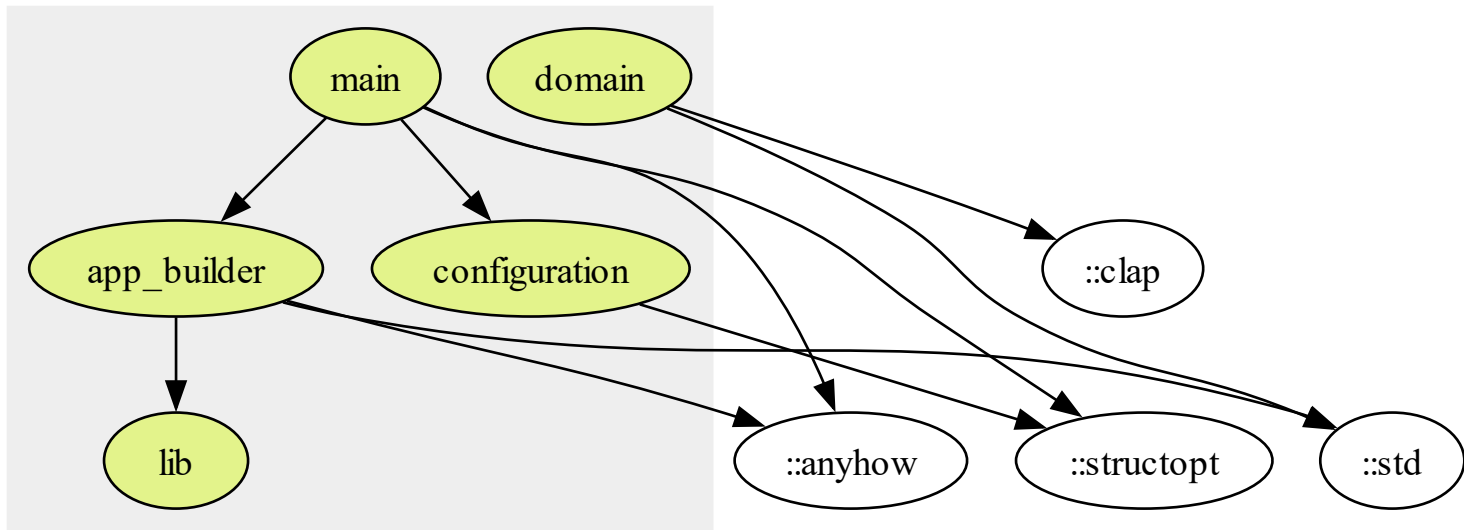 main
domain
app_builder
configuration
::clap
lib
::anyhow
::structopt
::std